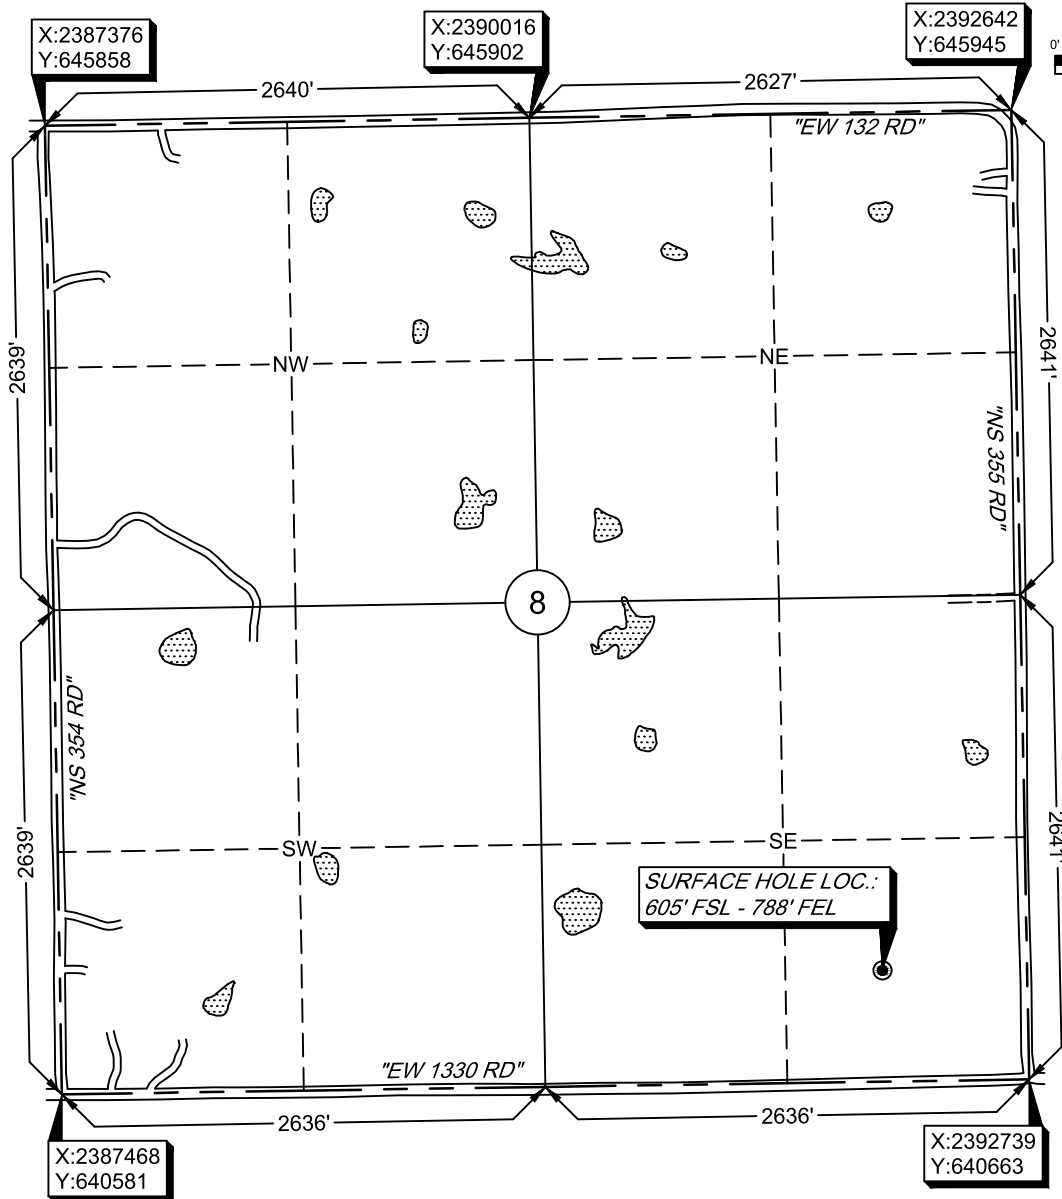 X:2387376
Y:645858
X:2390016
Y:645902
X:2392642
Y:645945
0'
2640'
2627'
"EW 132 RD"
2639'
NW
NE
2641'
"NS 355 RD"
8
"NS 354 RD"
2639'
SW
SE
2641'
SURFACE HOLE LOC.:
605' FSL - 788' FEL
"EW 1330 RD"
2636'
2636'
X:2387468
Y:640581
X:2392739
Y:640663